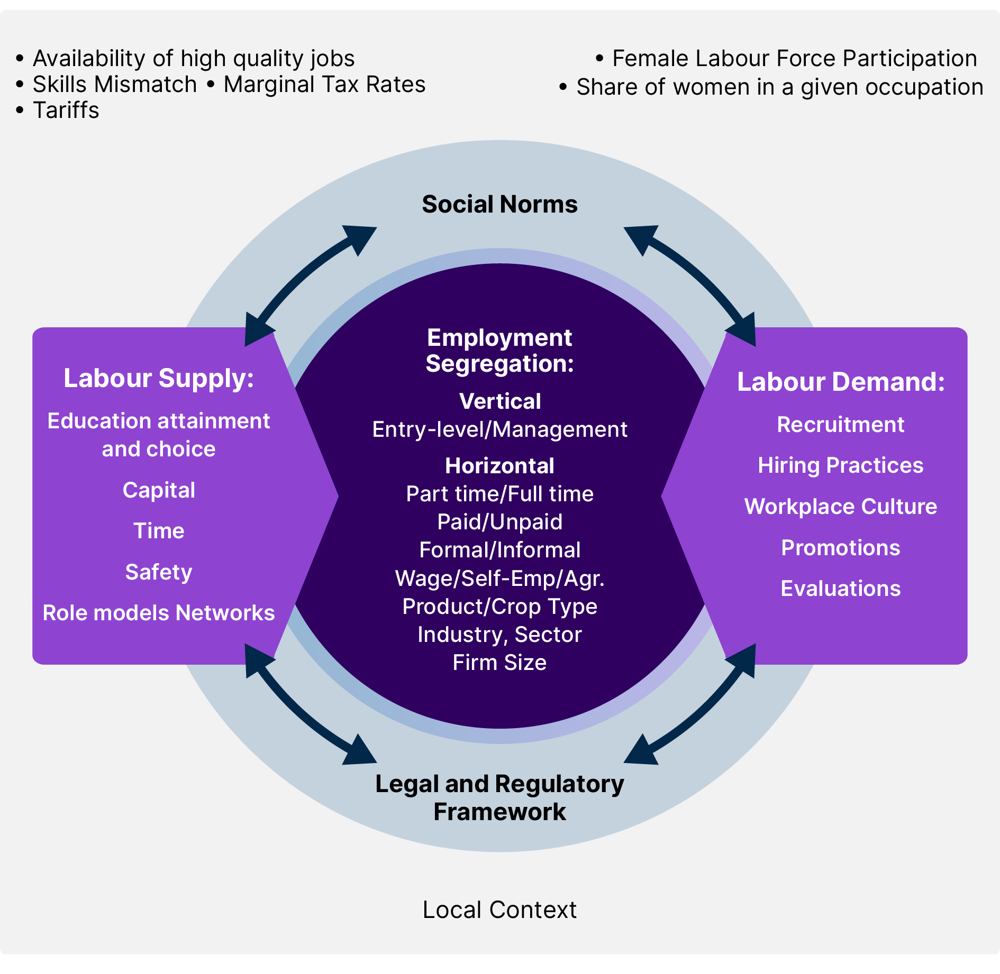 • Availability of high quality jobs
• Skills Mismatch • Marginal Tax Rates
• Tariffs
• Female Labour Force Participation
• Share of women in a given occupation
Social Norms
Labour Supply:
Education attainment
and choice
Capital
Time
Safety
Role models Networks
Employment
Segregation:
Vertical
Entry-level/Management
Horizontal
Part time/Full time
Paid/Unpaid
Formal/Informal
Wage/Self-Emp/Agr.
Product/Crop Type
Industry, Sector
Firm Size
Labour Demand:
Recruitment
Hiring Practices
Workplace Culture
Promotions
Evaluations
Legal and Regulatory
Framework
Local Context